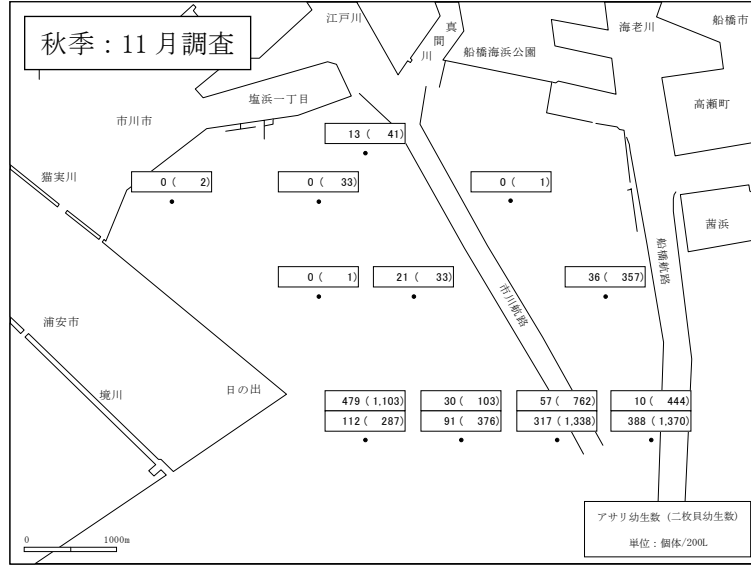 秋季：11月調査
江戸川
真間川
船橋海浜公園
海老川
船橋市
高瀬町
塩浜一丁目
市川市
猫実川
13 ( 41)
0 ( 2)
0 ( 33)
0 ( 1)
茜浜
船橋航路
0 ( 1)
21 ( 33)
36 ( 357)
市川航路
浦安市
境川
日の出
479 ( 1,103)
112 ( 287)
30 ( 103)
91 ( 376)
57 ( 762)
317 ( 1,338)
10 ( 444)
388 ( 1,370)
アサリ幼生数 (二枚貝幼生数)
単位：個体/200L
0 1000m